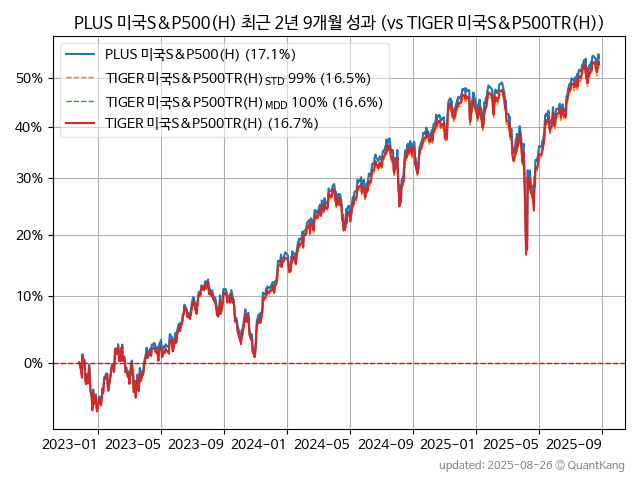 PLUS 미국S&P500(H) 최근 2년 9개월 성과 (vs TIGER 미국S&P500TR(H))
PLUS 미국S&P500(H) (17.1%)
TIGER 미국S&P500TR(H) STD 99% (16.5%)
TIGER 미국S&P500TR(H) MDD 100% (16.6%)
TIGER 미국S&P500TR(H) (16.7%)
50%
40%
30%
20%
10%
0%
2023-01 2023-05 2023-09 2024-01 2024-05 2024-09 2025-01 2025-05 2025-09
updated: 2025-08-26 © QuantKang